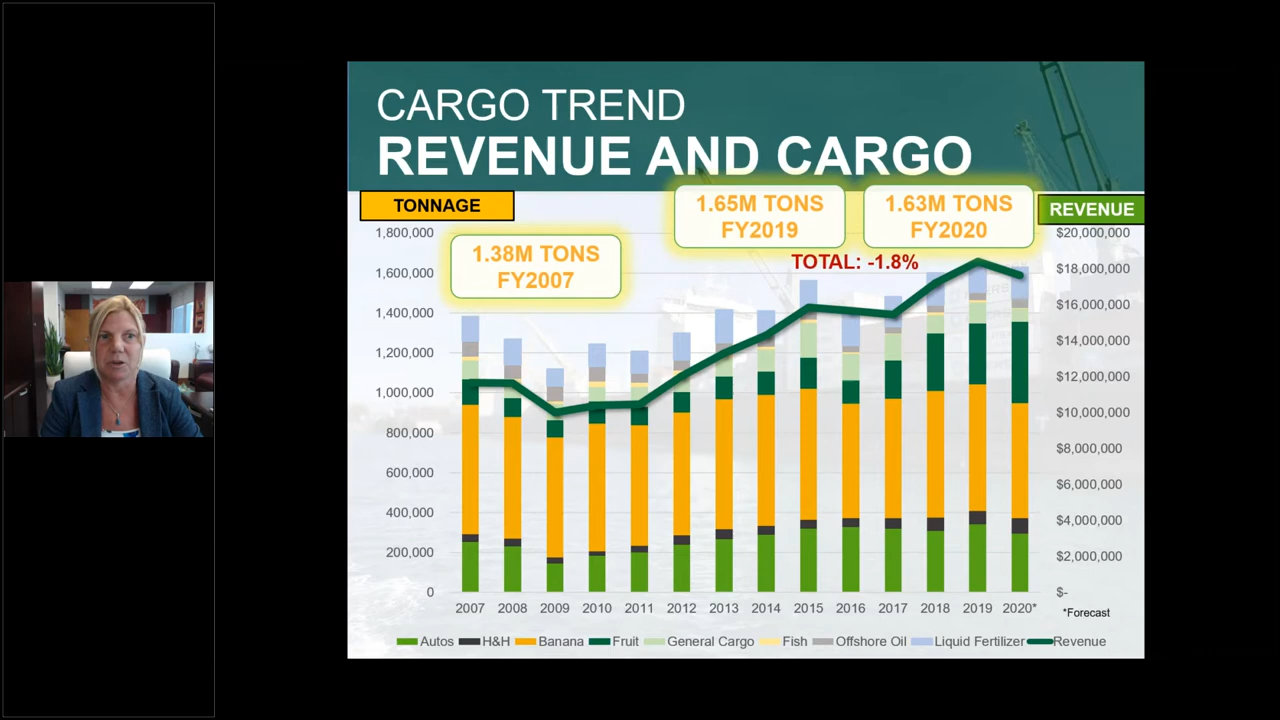 CARGO TREND
REVENUE AND CARGO
TONNAGE
1.38M TONS
FY2007
1.65M TONS
FY2019
1.63M TONS
FY2020
TOTAL: -1.8%
REVENUE
1,800,000
1,600,000
1,400,000
1,200,000
1,000,000
800,000
600,000
400,000
200,000
0
$20,000,000
$18,000,000
$16,000,000
$14,000,000
$12,000,000
$10,000,000
$8,000,000
$6,000,000
$4,000,000
$2,000,000
$-
2007 2008 2009 2010 2011 2012 2013 2014 2015 2016 2017 2018 2019 2020*
*Forecast
Autos H&H Banana Fruit General Cargo Fish Offshore Oil Liquid Fertilizer Revenue